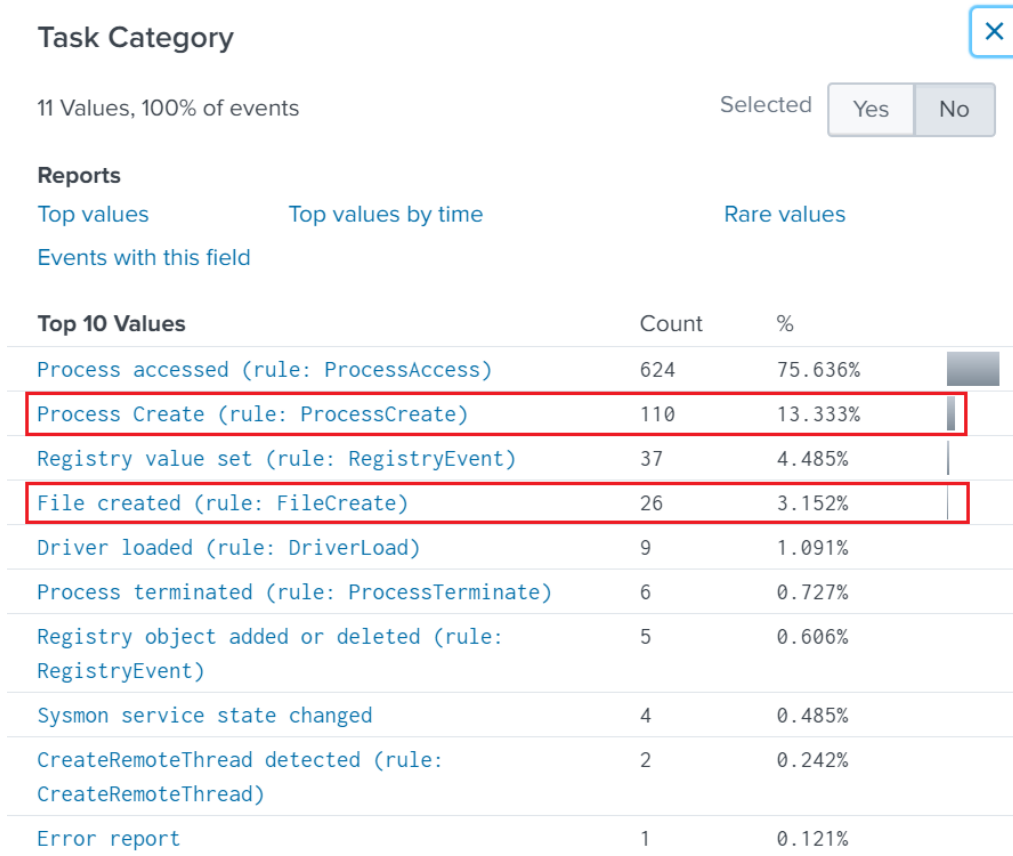 Task Category
11 Values, 100% of events
Selected Yes No
Reports
Top values Top values by time Rare values
Events with this field
Top 10 Values Count %
Process accessed (rule: ProcessAccess) 624 75.636%
Process Create (rule: ProcessCreate) 110 13.333%
Registry value set (rule: RegistryEvent) 37 4.485%
File created (rule: FileCreate) 26 3.152%
Driver loaded (rule: DriverLoad) 9 1.091%
Process terminated (rule: ProcessTerminate) 6 0.727%
Registry object added or deleted (rule: 5 0.606%
RegistryEvent)
Sysmon service state changed 4 0.485%
CreateRemoteThread detected (rule: 2 0.242%
CreateRemoteThread)
Error report 1 0.121%